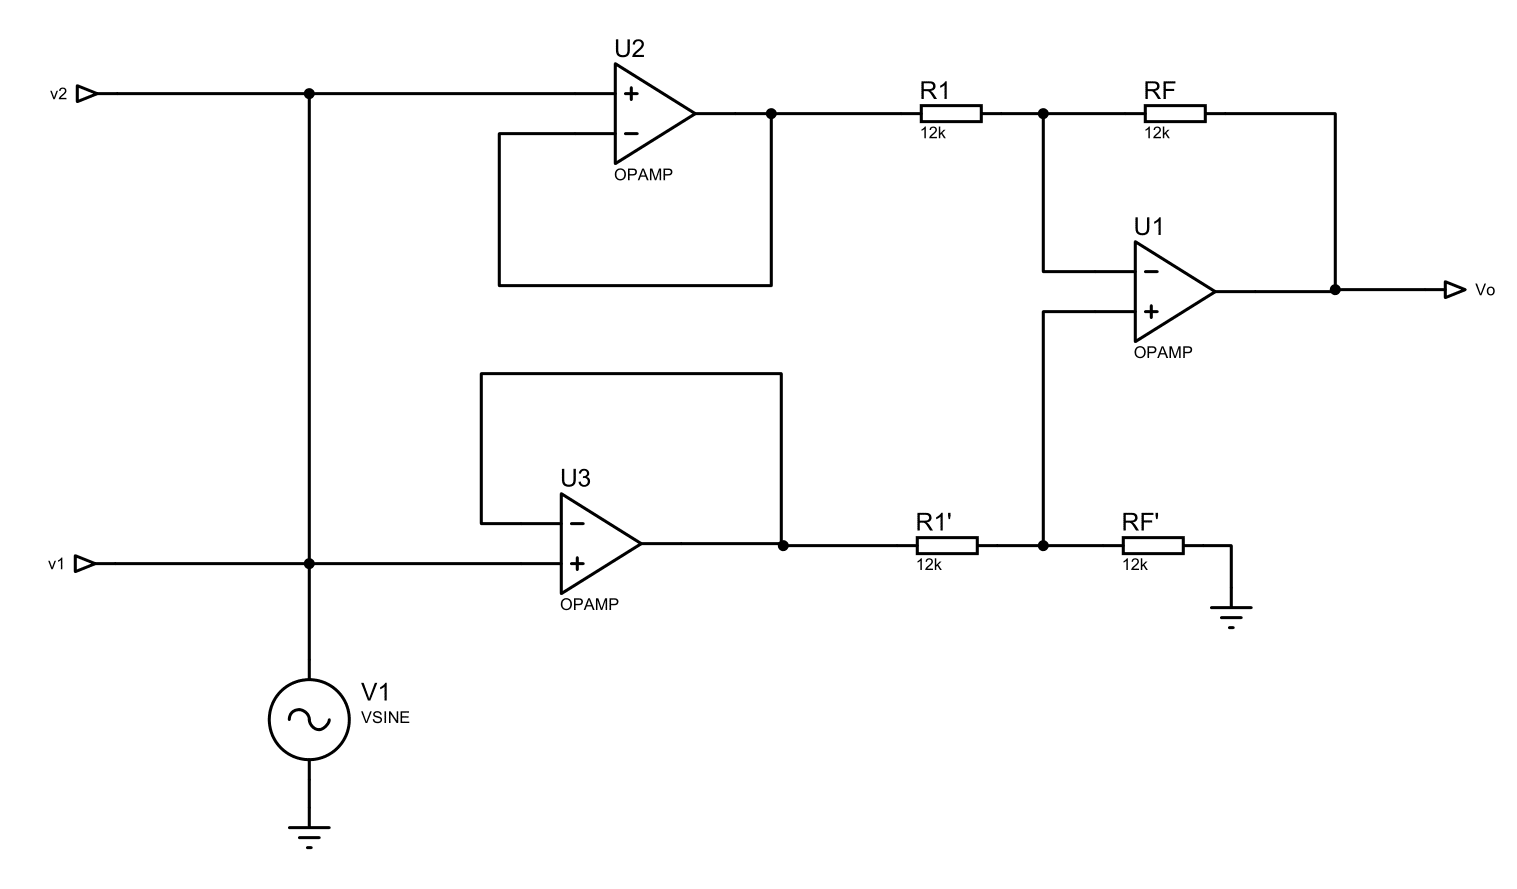 U2
v2
+
−
OPAMP
R1
12k
RF
12k
U1
−
+
OPAMP
Vo
U3
−
+
OPAMP
v1
R1'
12k
RF'
12k
V1
VSINE